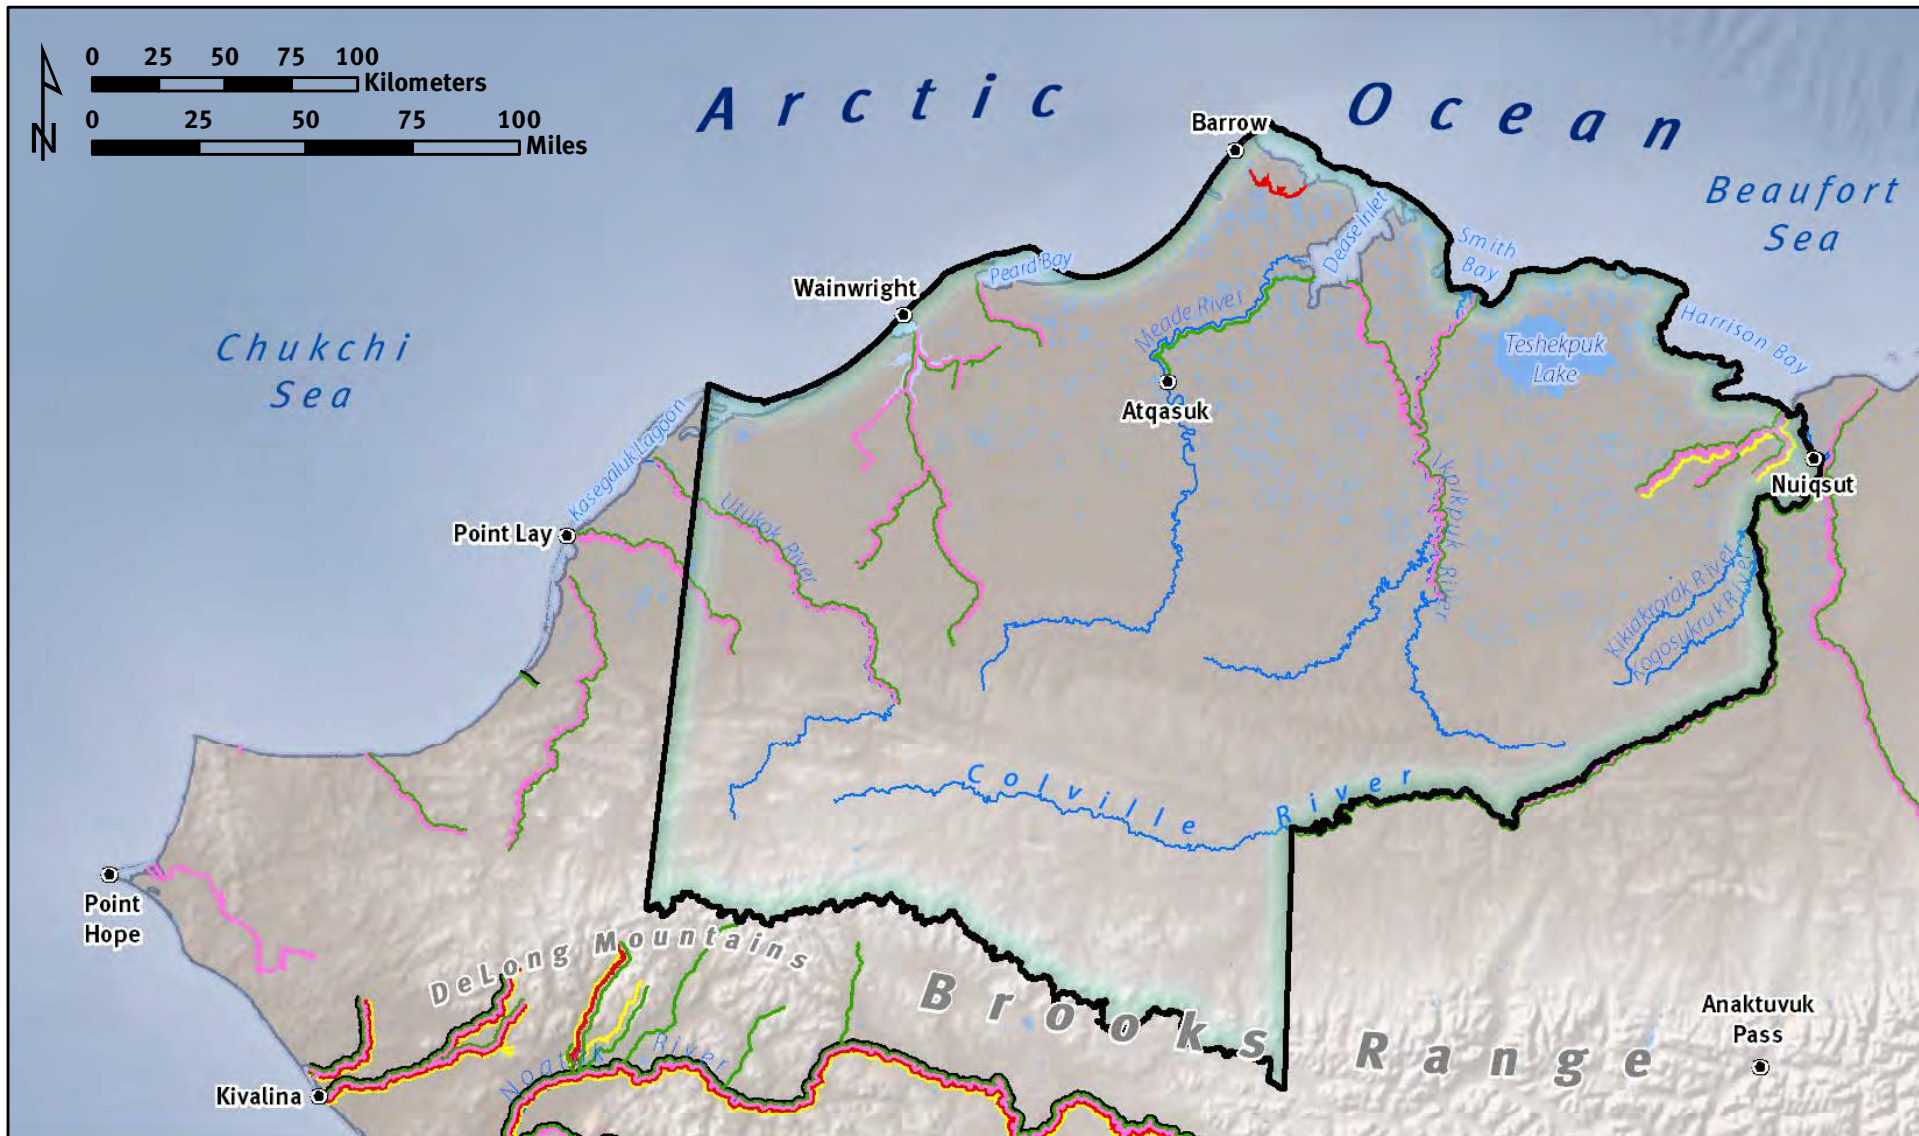 0 25 50 75 100
Kilometers
0 25 50 75 100
Miles
N
Arctic Ocean
Barrow
Beaufort
Sea
Dease Inlet
Smith
Bay
Peard Bay
Wainwright
Meade River
Harrison Bay
Chukchi
Sea
Teshekpuk
Lake
Atqasuk
Kasegaluk Lagoon
Nuiqsut
Point Lay
Utukok River
Ikpikpuk River
Kikiakrorak River
Kogosukruk River
Colville River
Point
Hope
DeLong Mountains
Brooks Range
Anaktuvuk
Pass
Noatak River
Kivalina